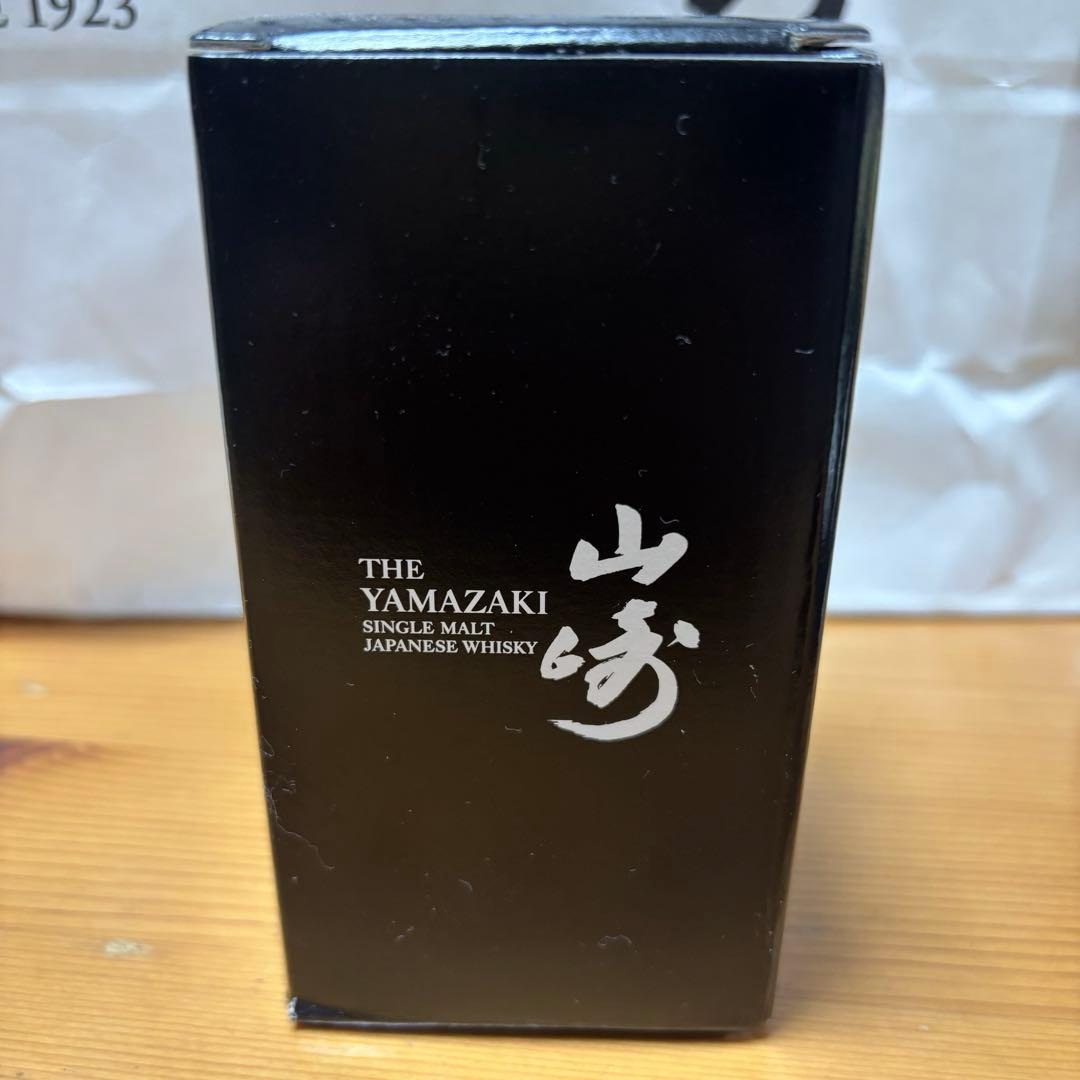 1923
THE
YAMAZAKI
SINGLE MALT
JAPANESE WHISKY
山崎